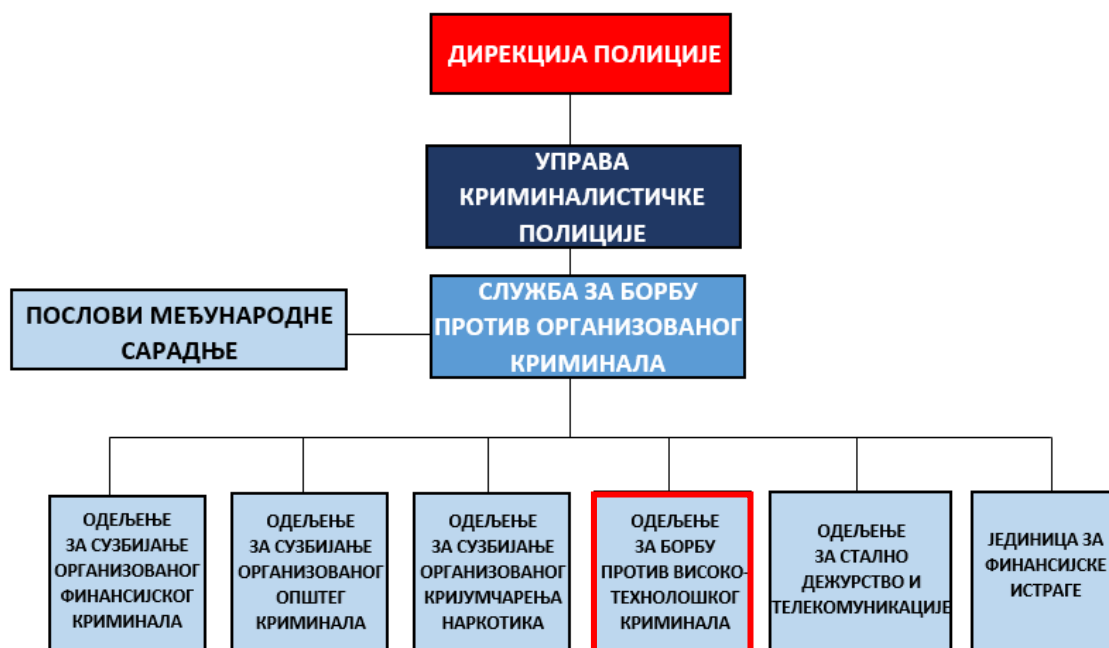 ДИРЕКЦИЈА ПОЛИЦИЈЕ
УПРАВА
КРИМИНАЛИСТИЧКЕ
ПОЛИЦИЈЕ
СЛУЖБА ЗА БОРБУ
ПРОТИВ ОРГАНИЗОВАНОГ
КРИМИНАЛА
ПОСЛОВИ МЕЂУНАРОДНЕ
САРАДЊЕ
ОДЕЉЕЊЕ
ЗА СУЗБИЈАЊЕ
ОРГАНИЗОВАНОГ
ФИНАНСИЈСКОГ
КРИМИНАЛА
ОДЕЉЕЊЕ
ЗА СУЗБИЈАЊЕ
ОРГАНИЗОВАНОГ
ОПШТЕГ
КРИМИНАЛА
ОДЕЉЕЊЕ
ЗА СУЗБИЈАЊЕ
ОРГАНИЗОВАНОГ
КРИЈУМЧАРЕЊА
НАРКОТИКА
ОДЕЉЕЊЕ
ЗА БОРБУ
ПРОТИВ ВИСОКО-
ТЕХНОЛОШКОГ
КРИМИНАЛА
ОДЕЉЕЊЕ
ЗА СТАЛНО
ДЕЖУРСТВО И
ТЕЛЕКОМУНИКАЦИЈЕ
ЈЕДИНИЦА ЗА
ФИНАНСИЈСКЕ
ИСТРАГЕ